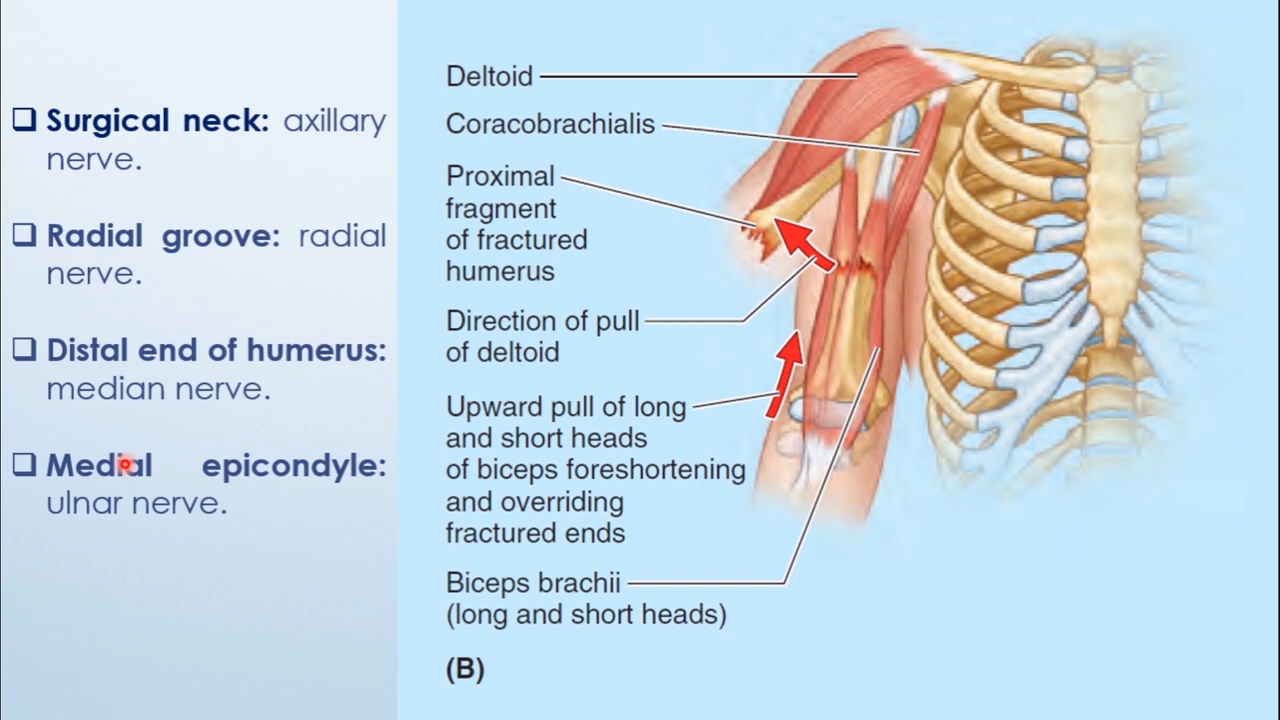 Surgical neck: axillary
nerve.
Radial groove: radial
nerve.
Distal end of humerus:
median nerve.
Medial epicondyle:
ulnar nerve.
Deltoid
Coracobrachialis
Proximal
fragment
of fractured
humerus
Direction of pull
of deltoid
Upward pull of long
and short heads
of biceps foreshortening
and overriding
fractured ends
Biceps brachii
(long and short heads)
(B)